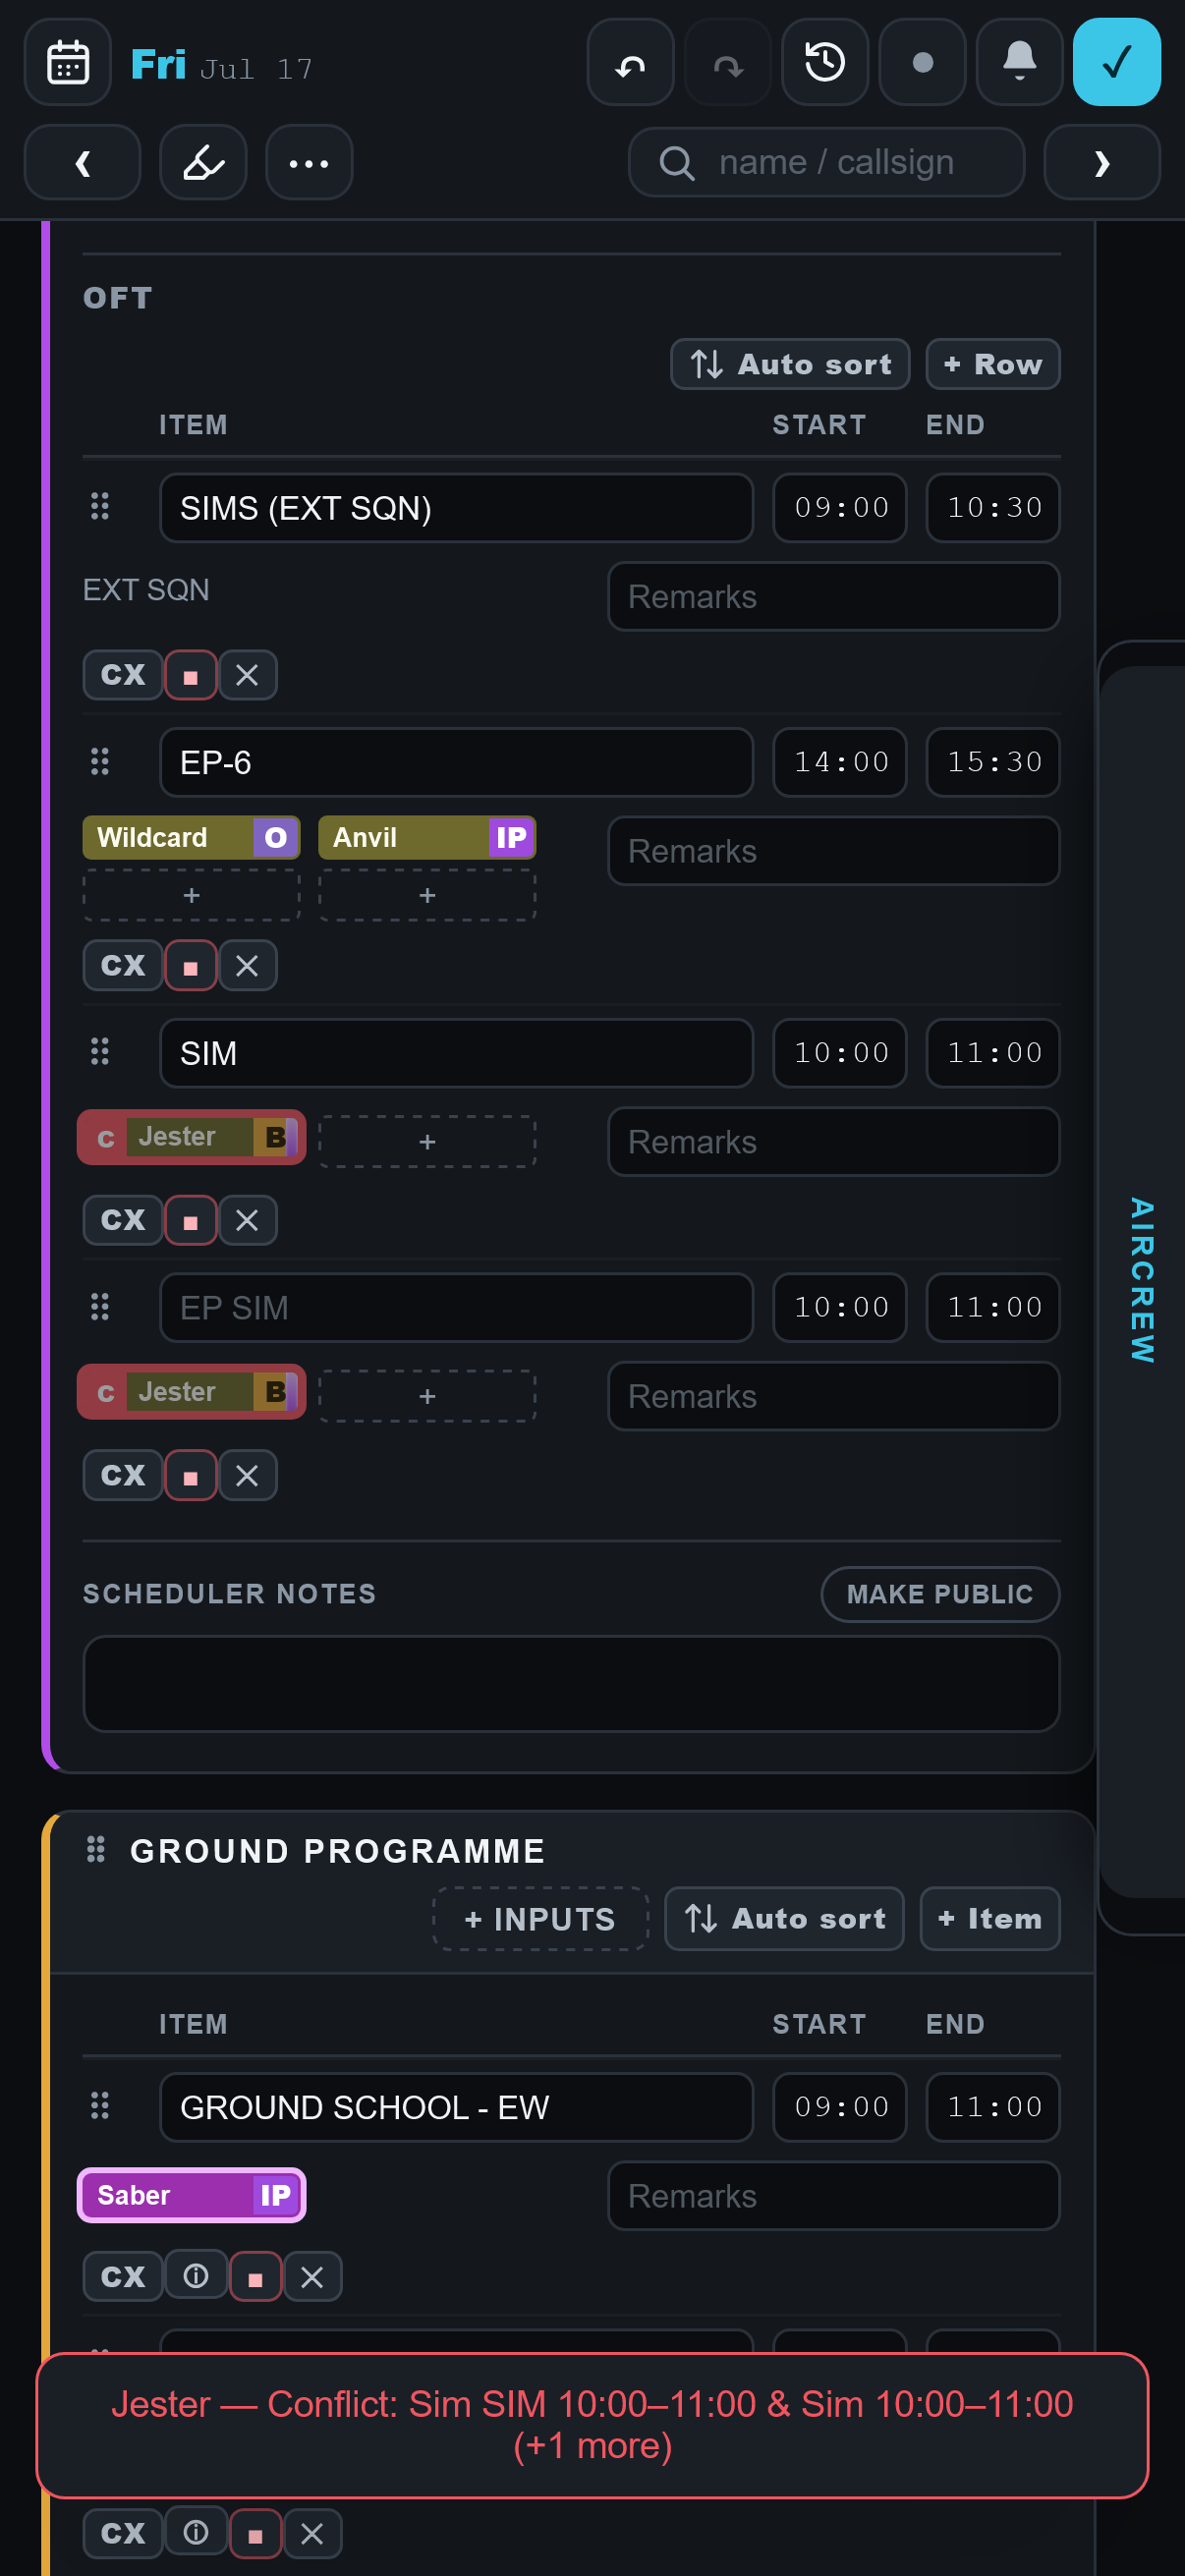 Fri Jul 17
name / callsign
OFT
Auto sort
+ Row
ITEM START END
SIMS (EXT SQN) 09:00 10:30
EXT SQN Remarks
CX
EP-6 14:00 15:30
Wildcard O Anvil IP Remarks
+ +
CX
SIM 10:00 11:00
C Jester B + Remarks
CX
EP SIM 10:00 11:00
C Jester B + Remarks
CX
AIRCREW
SCHEDULER NOTES MAKE PUBLIC
GROUND PROGRAMME
+ INPUTS Auto sort + Item
ITEM START END
GROUND SCHOOL - EW 09:00 11:00
Saber IP Remarks
CX
Jester — Conflict: Sim SIM 10:00–11:00 & Sim 10:00–11:00
(+1 more)
CX